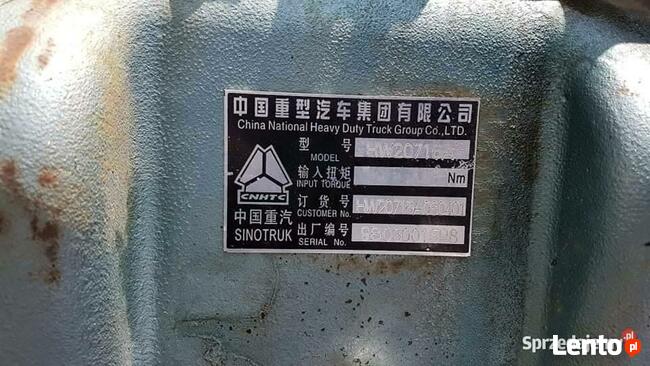 中国重型汽车集团有限公司
China National Heavy Duty Truck Group Co.,LTD.
型 号
MODEL
输入扭矩 Nm
INPUT TORQUE
CNHTC
订货号
CUSTOMER No.
中国重汽
出厂编号
SINOTRUK
SERIAL No.
Sprzedajemy
Lento.pl